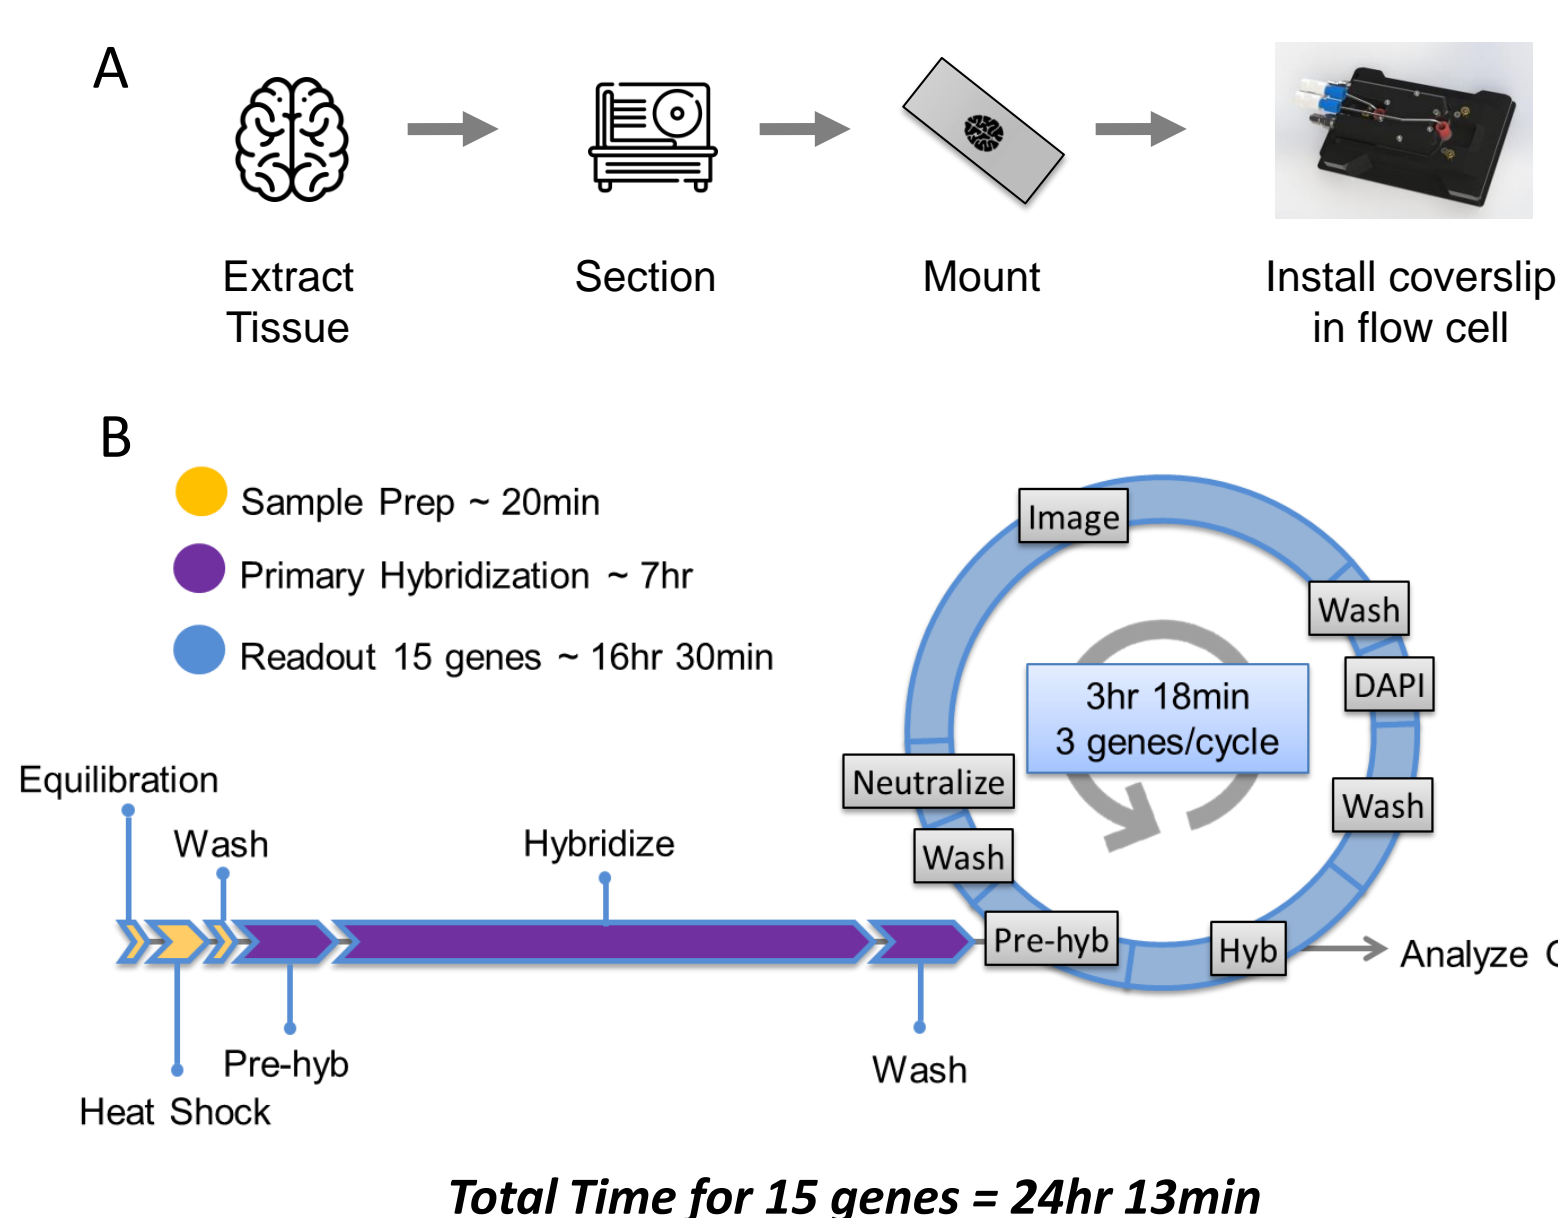 A
Extract
Tissue
Section
Mount
Install coverslip
in flow cell
B
Sample Prep ~ 20min
Primary Hybridization ~ 7hr
Readout 15 genes ~ 16hr 30min
Image
Wash
DAPI
Wash
Hyb
Pre-hyb
Wash
Neutralize
3hr 18min
3 genes/cycle
Equilibration
Wash
Hybridize
Heat Shock
Pre-hyb
Wash
Analyze
Total Time for 15 genes = 24hr 13min